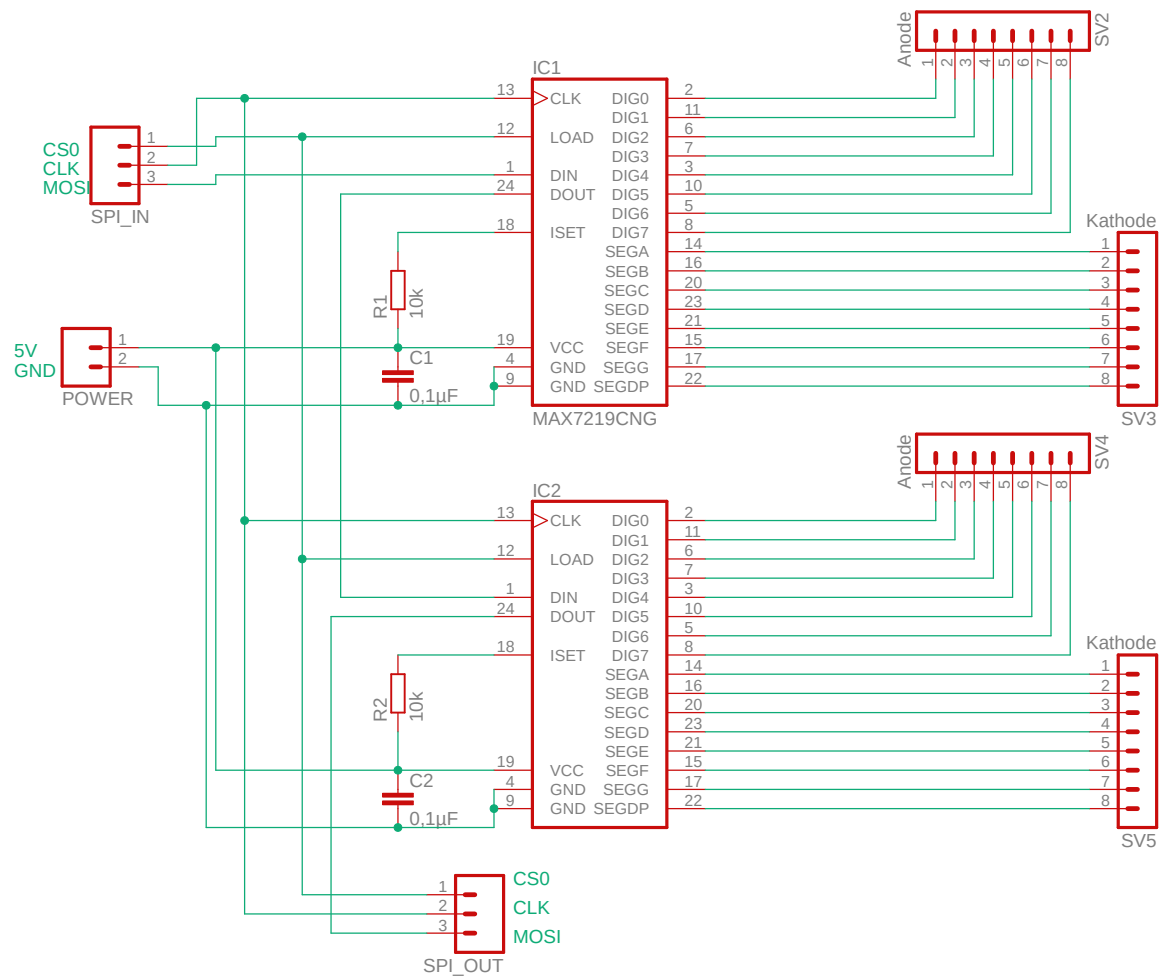 Anode
1 2 3 4 5 6 7 8
SV2
IC1
13 CLK DIG0 2
DIG1 11
12 LOAD DIG2 6
DIG3 7
1 DIN DIG4 3
24 DOUT DIG5 10
DIG6 5
18 ISET DIG7 8
SEGA 14
SEGB 16
SEGC 20
SEGD 23
SEGE 21
19 VCC SEGF 15
4 GND SEGG 17
9 GND SEGDP 22
MAX7219CNG
CS0 1
CLK 2
MOSI 3
SPI_IN
R1
10k
5V 1
GND 2
POWER
C1
0,1µF
Kathode
1
2
3
4
5
6
7
8
SV3
Anode
1 2 3 4 5 6 7 8
SV4
IC2
13 CLK DIG0 2
DIG1 11
12 LOAD DIG2 6
DIG3 7
1 DIN DIG4 3
24 DOUT DIG5 10
DIG6 5
18 ISET DIG7 8
SEGA 14
SEGB 16
SEGC 20
SEGD 23
SEGE 21
19 VCC SEGF 15
4 GND SEGG 17
9 GND SEGDP 22
R2
10k
C2
0,1µF
Kathode
1
2
3
4
5
6
7
8
SV5
1 CS0
2 CLK
3 MOSI
SPI_OUT